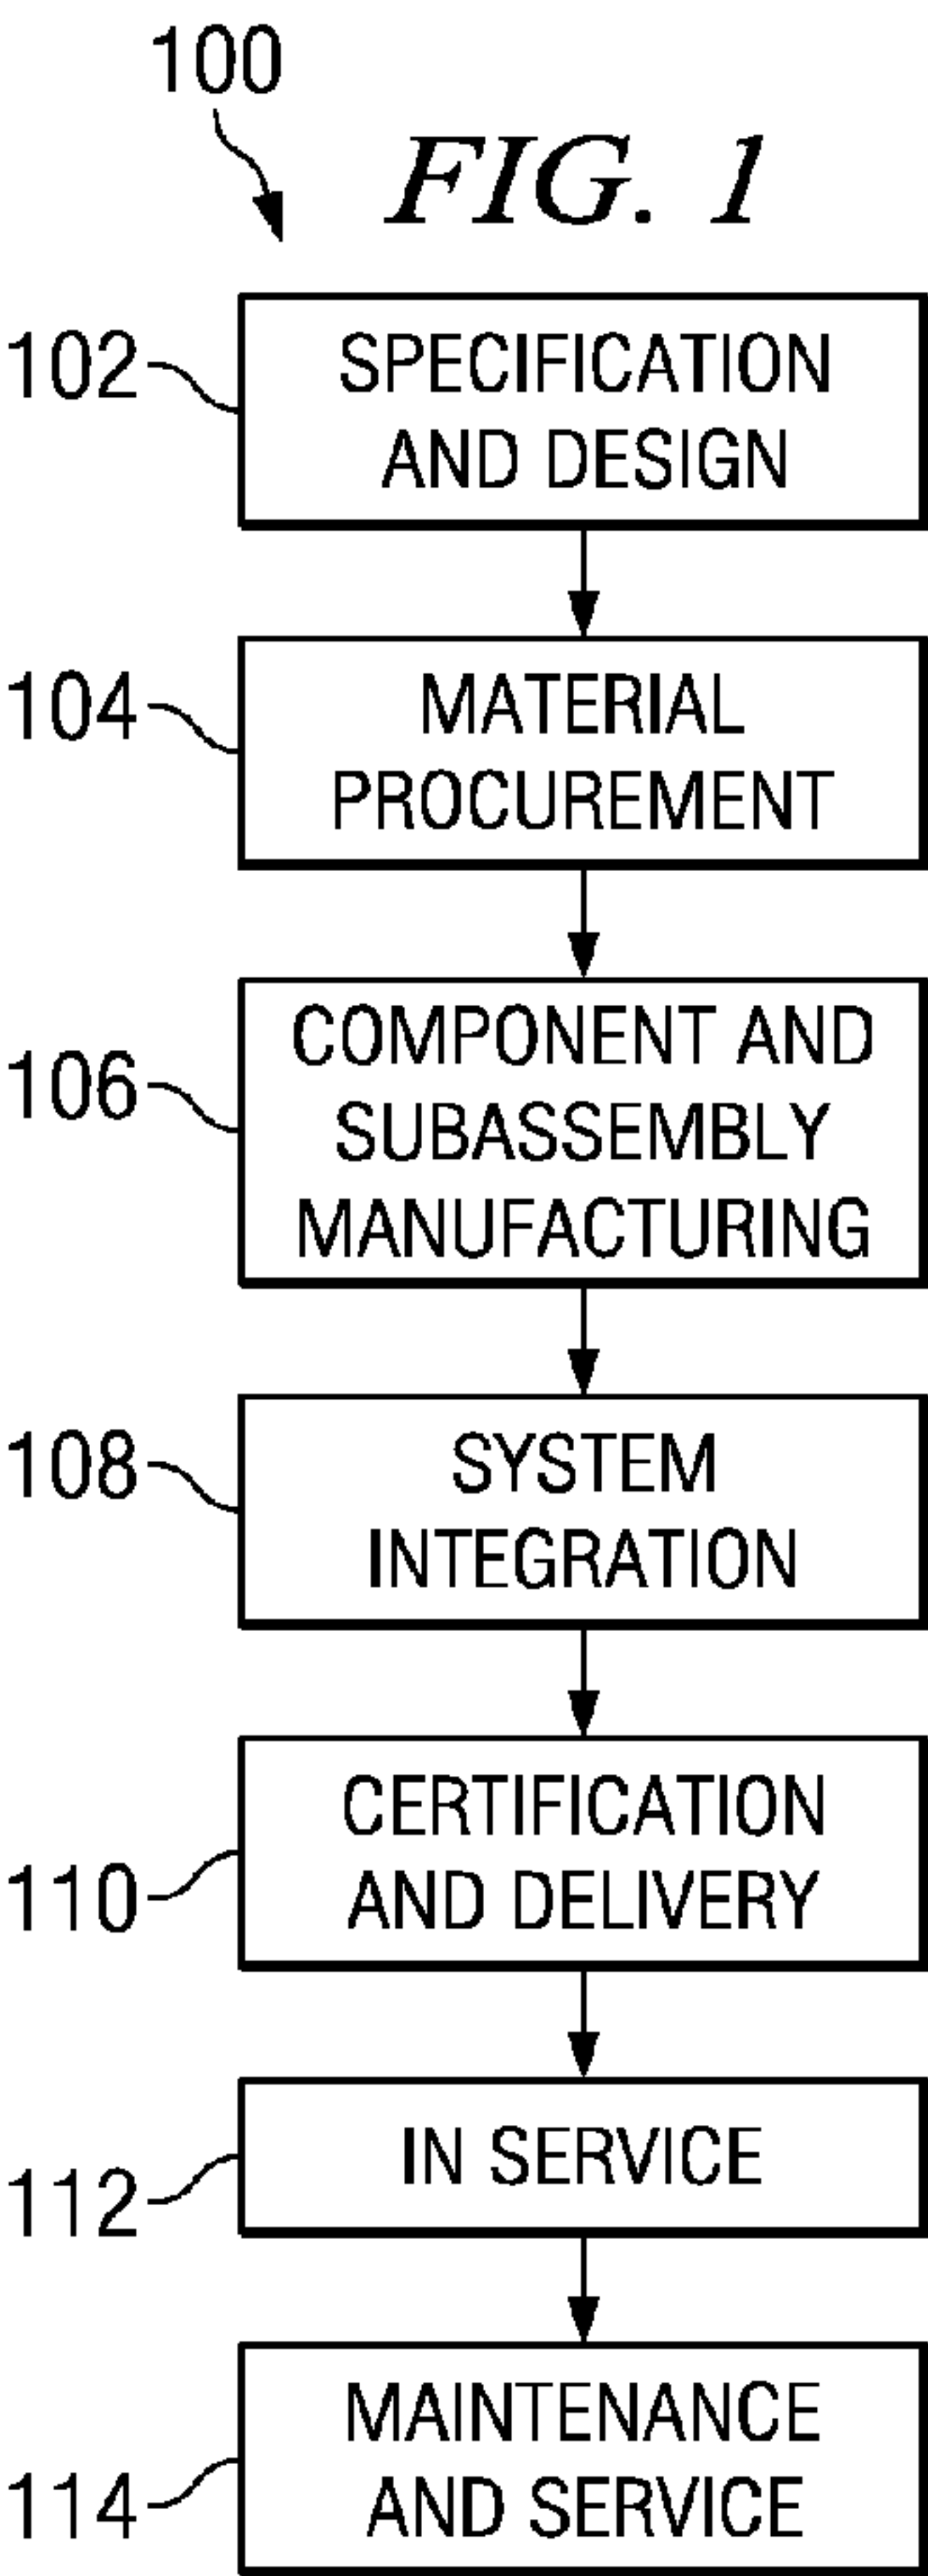 100
FIG. 1
102
SPECIFICATION
AND DESIGN
104
MATERIAL
PROCUREMENT
106
COMPONENT AND
SUBASSEMBLY
MANUFACTURING
108
SYSTEM
INTEGRATION
110
CERTIFICATION
AND DELIVERY
112
IN SERVICE
114
MAINTENANCE
AND SERVICE